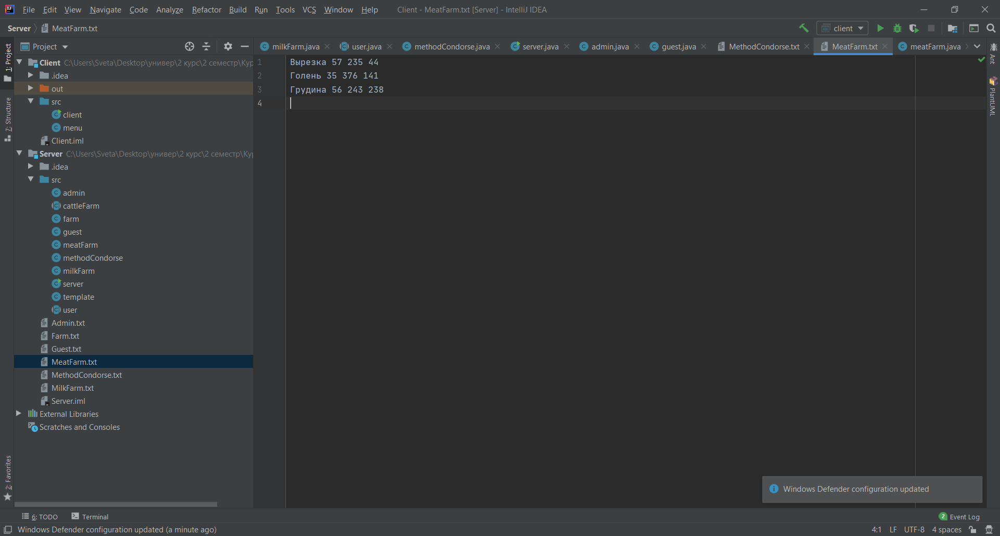 File Edit View Navigate Code Analyze Refactor Build Run Tools VCS Window Help Client - MeatFarm.txt [Server] - IntelliJ IDEA
Server MeatFarm.txt client
Project milkFarm.java user.java methodCondorse.java server.java admin.java guest.java MethodCondorse.txt MeatFarm.txt meatFarm.java
1: Project
7: Structure
2: Favorites
Client C:\Users\Sveta\Desktop\универ\2 курс\2 семестр\Кур
.idea
out
src
client
menu
Client.iml
Server C:\Users\Sveta\Desktop\универ\2 курс\2 семестр\Кур
.idea
src
admin
cattleFarm
farm
guest
meatFarm
methodCondorse
milkFarm
server
template
user
Admin.txt
Farm.txt
Guest.txt
MeatFarm.txt
MethodCondorse.txt
MilkFarm.txt
Server.iml
External Libraries
Scratches and Consoles
1 Вырезка 57 235 44
2 Голень 35 376 141
3 Грудина 56 243 238
4
Ant
PlantUML
Windows Defender configuration updated
6: TODO Terminal 2 Event Log
Windows Defender configuration updated (a minute ago) 4:1 LF UTF-8 4 spaces